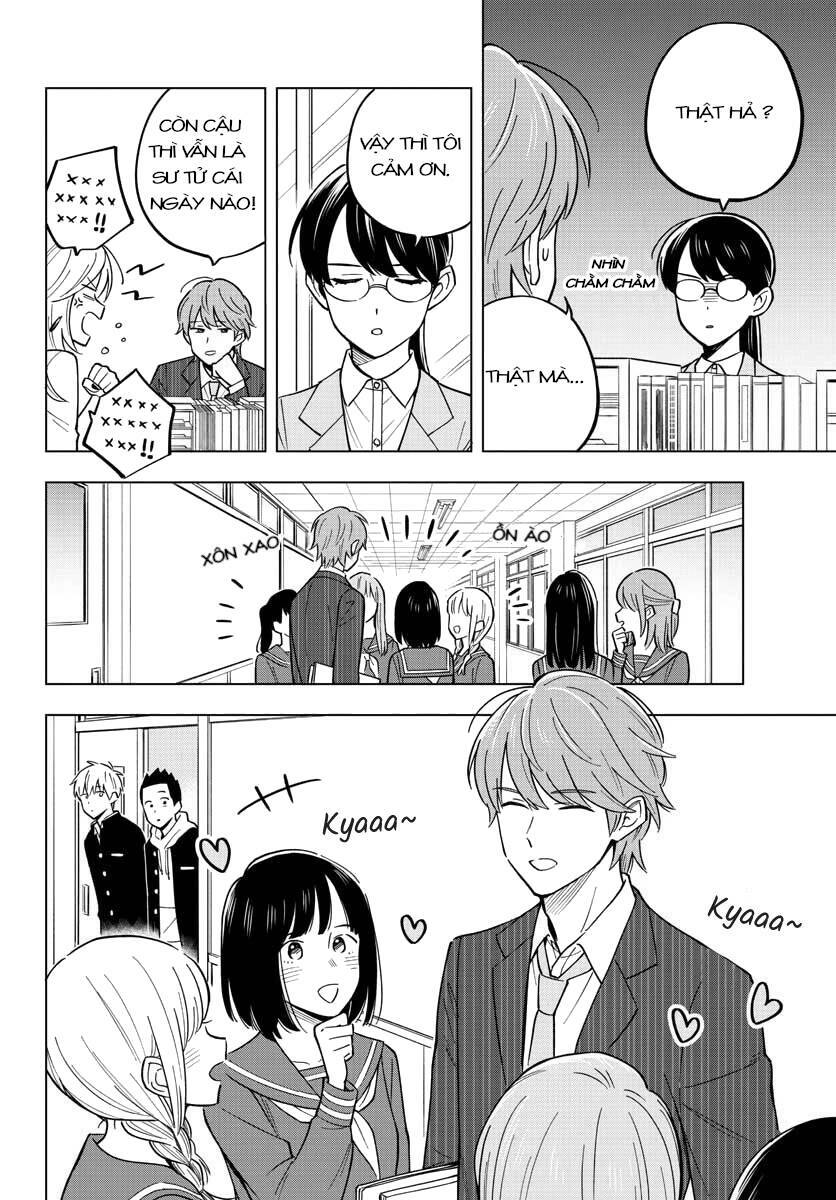 THẬT HẢ ?
NHÌN
CHẰM CHẰM
THẬT MÀ...
VẬY THÌ TÔI
CẢM ƠN.
CÒN CẬU
THÌ VẪN LÀ
SƯ TỬ CÁI
NGÀY NÀO!
×××
×××××
×××!!
××××
×××××
×××!!
ỒN ÀO
XÔN XAO
Kyaaa~
Kyaaa~